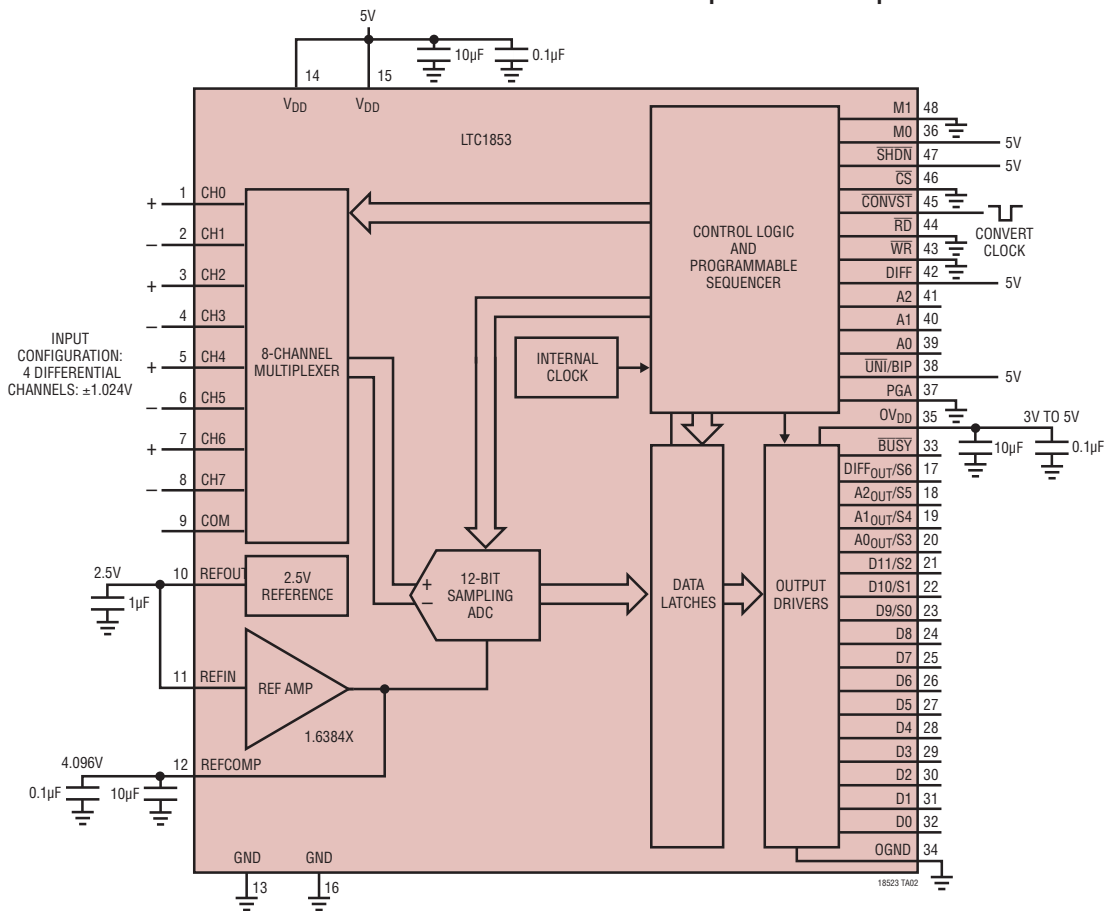 5V
10µF
0.1µF
14
15
VDD
VDD
LTC1853
1 CH0
2 CH1
3 CH2
4 CH3
5 CH4
6 CH5
7 CH6
8 CH7
9 COM
+
–
+
–
+
–
+
–
INPUT
CONFIGURATION:
4 DIFFERENTIAL
CHANNELS: ±1.024V
8-CHANNEL
MULTIPLEXER
CONTROL LOGIC
AND
PROGRAMMABLE
SEQUENCER
INTERNAL
CLOCK
2.5V
1µF
10 REFOUT
2.5V
REFERENCE
+
–
12-BIT
SAMPLING
ADC
DATA
LATCHES
OUTPUT
DRIVERS
11 REFIN
REF AMP
1.6384X
4.096V
12 REFCOMP
0.1µF
10µF
GND
GND
13
16
M1 48
M0 36
5V
SHDN 47
5V
CS 46
CONVST 45
CONVERT
CLOCK
RD 44
WR 43
DIFF 42
5V
A2 41
A1 40
A0 39
UNI/BIP 38
5V
PGA 37
OVDD 35
3V TO 5V
10µF
0.1µF
BUSY 33
DIFFOUT/S6 17
A2OUT/S5 18
A1OUT/S4 19
A0OUT/S3 20
D11/S2 21
D10/S1 22
D9/S0 23
D8 24
D7 25
D6 26
D5 27
D4 28
D3 29
D2 30
D1 31
D0 32
OGND 34
18523 TA02